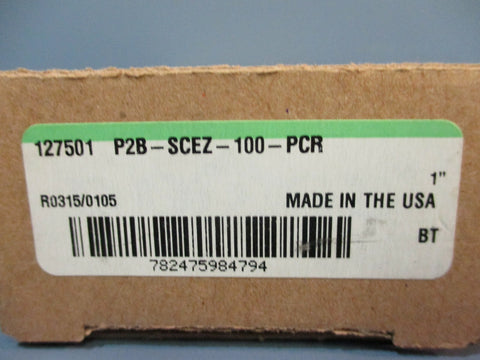 127501 P2B-SCEZ-100-PCR
1"
R0315/0105 MADE IN THE USA
BT
782475984794